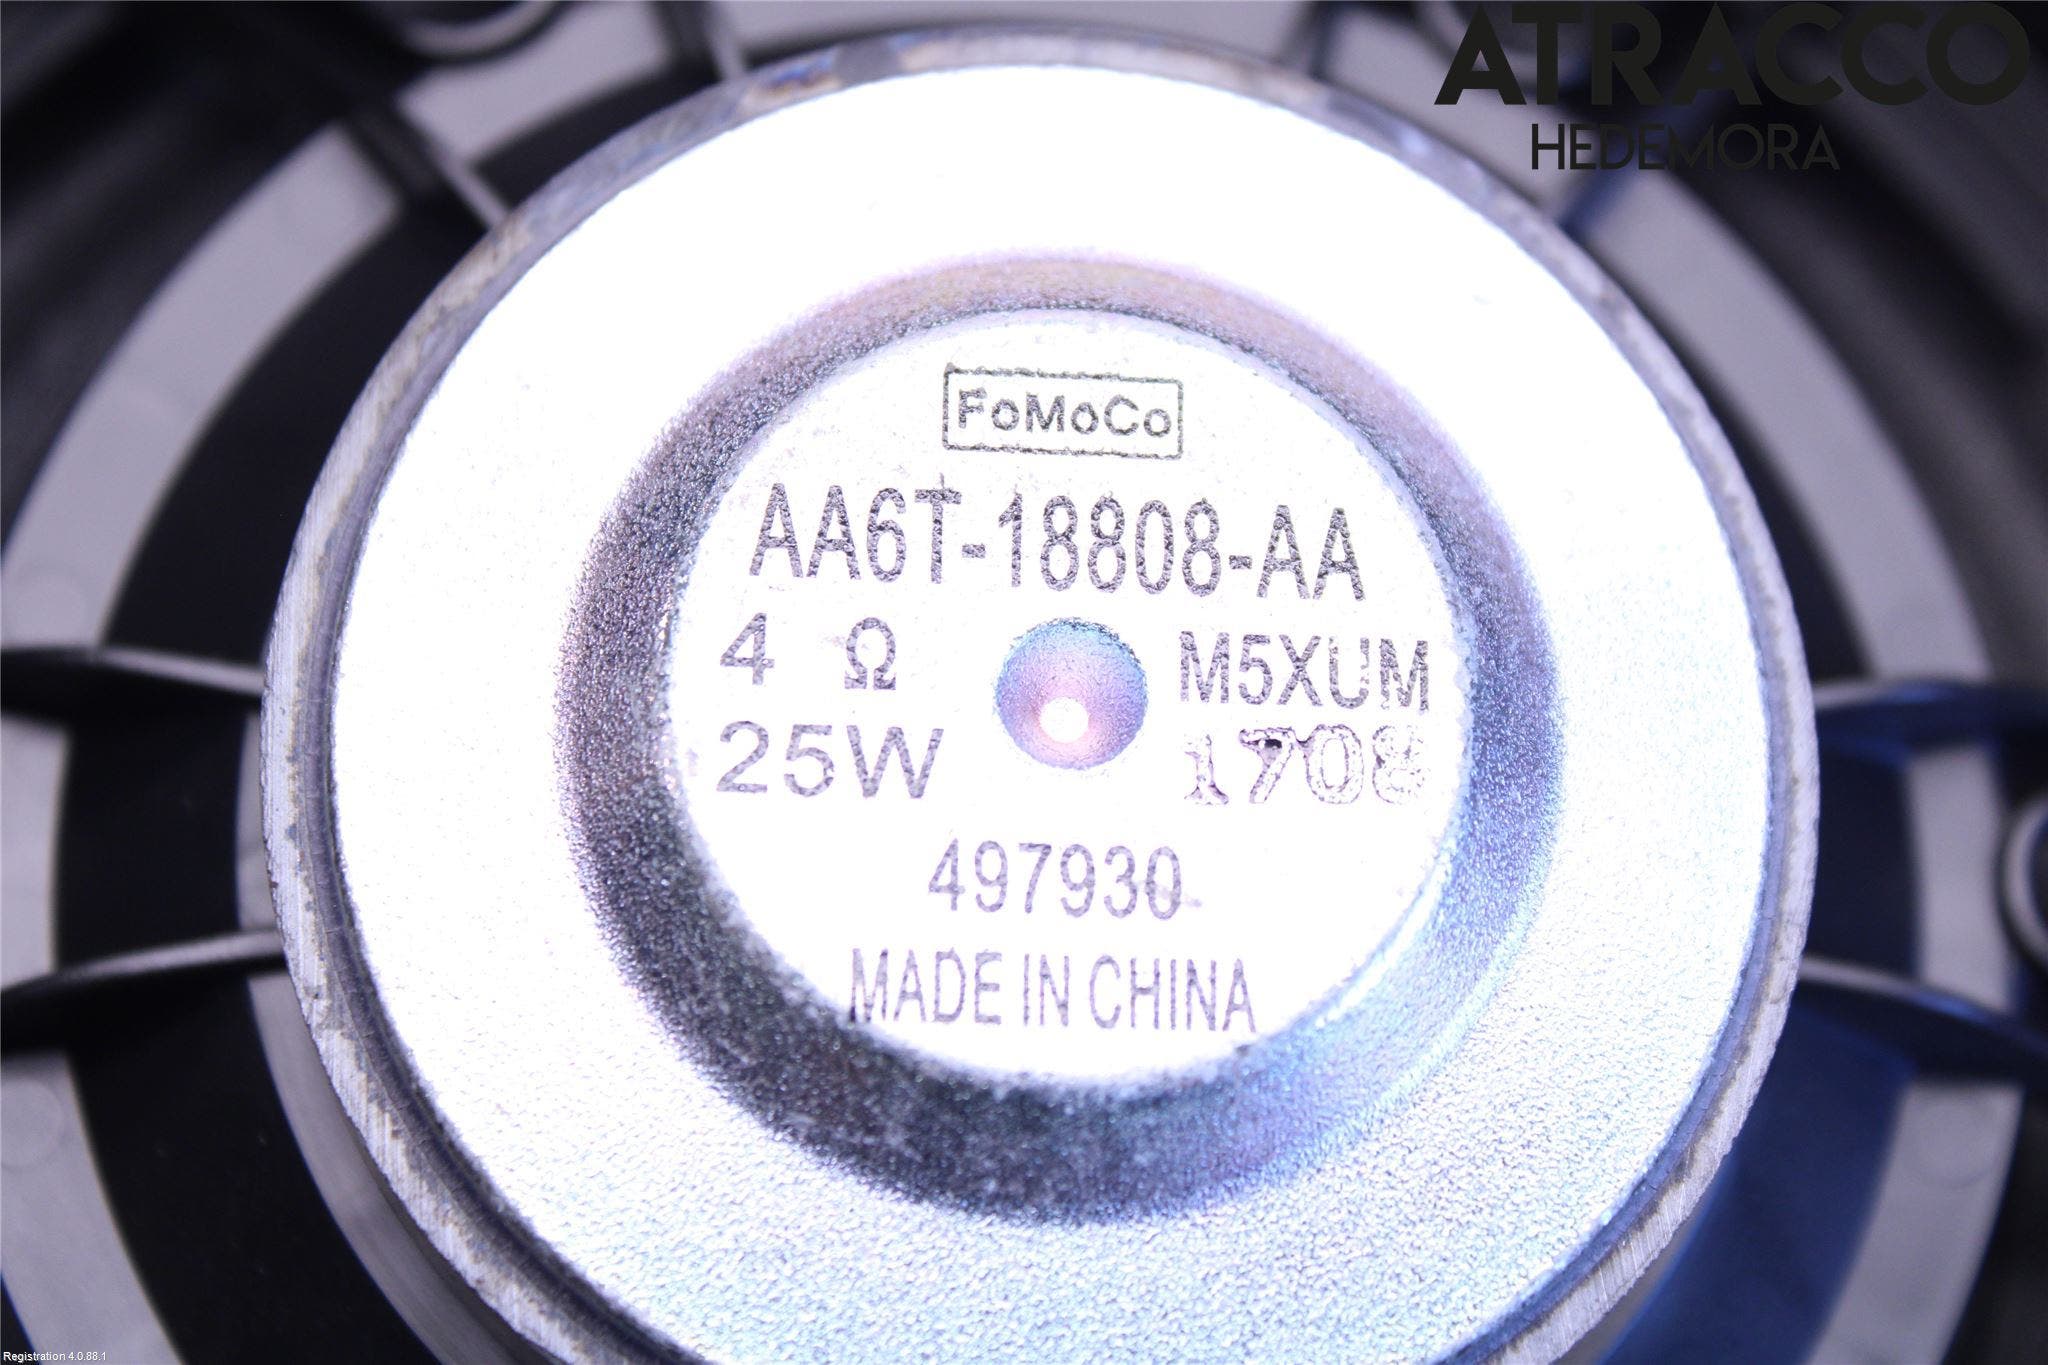 ATRACCO
HEDEMORA
FoMoCo
AA6T-18808-AA
4 Ω M5XUM
25W 1708
497930
MADE IN CHINA
Registration 4.0.88.1